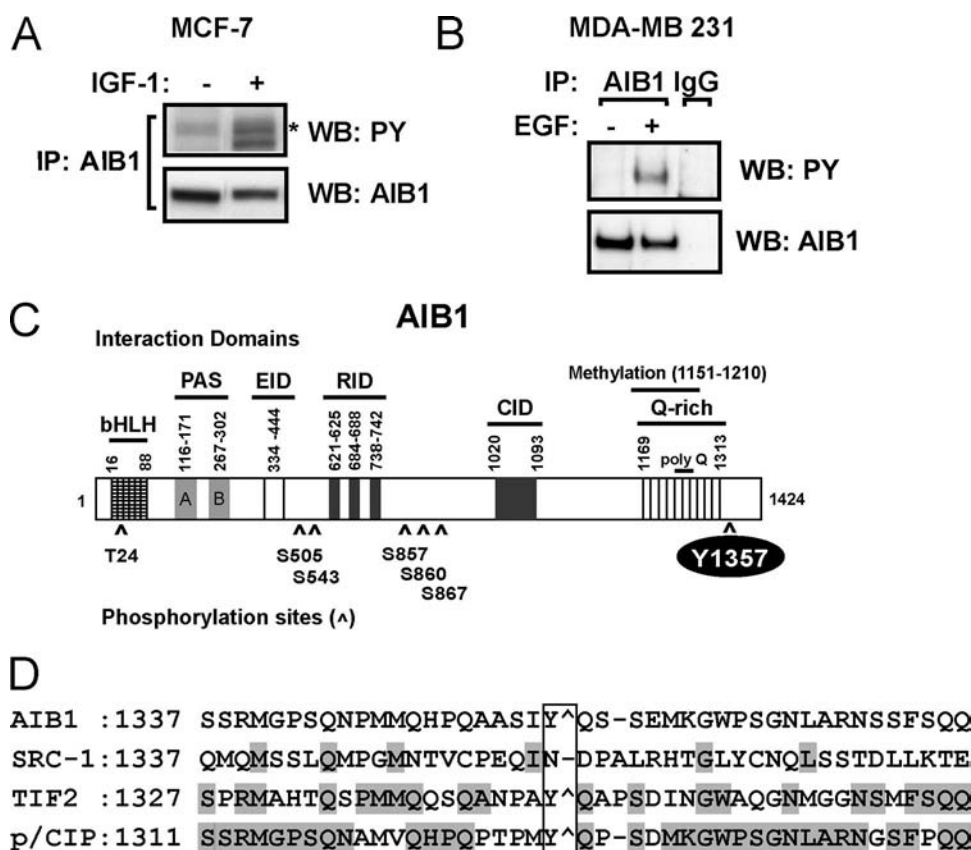 A
MCF-7
IGF-1: - +
IP: AIB1
* WB: PY
WB: AIB1
B
MDA-MB 231
IP: AIB1 IgG
EGF: - +
WB: PY
WB: AIB1
C
AIB1
Interaction Domains
Methylation (1151-1210)
PAS EID RID CID Q-rich
bHLH
16 88 116-171 267-302 334-444 621-625 684-688 738-742 1020 1093 1169 poly Q 1313
1 A B 1424
^ ^ ^ ^ ^ ^ ^
T24 S505 S857 Y1357
S543 S860
S867
Phosphorylation sites (^)
D
AIB1 :1337 SSRMGPSQNPMMQHPQAASIY^QS-SEMKGWPSGNLARNSSFSQQ
SRC-1:1337 QMQMSSLQMPGMNTVCPEQIN-DPALRHTGLYCNQLSSTDLLKTE
TIF2 :1327 SPRMAHTQSPMMQQSQANPAY^QAPSDINGWAQGNMGGNSMFSQQ
p/CIP:1311 SSRMGPSQNAMVQHPQPTPMY^QP-SDMKGWPSGNLARNGSFPQQ